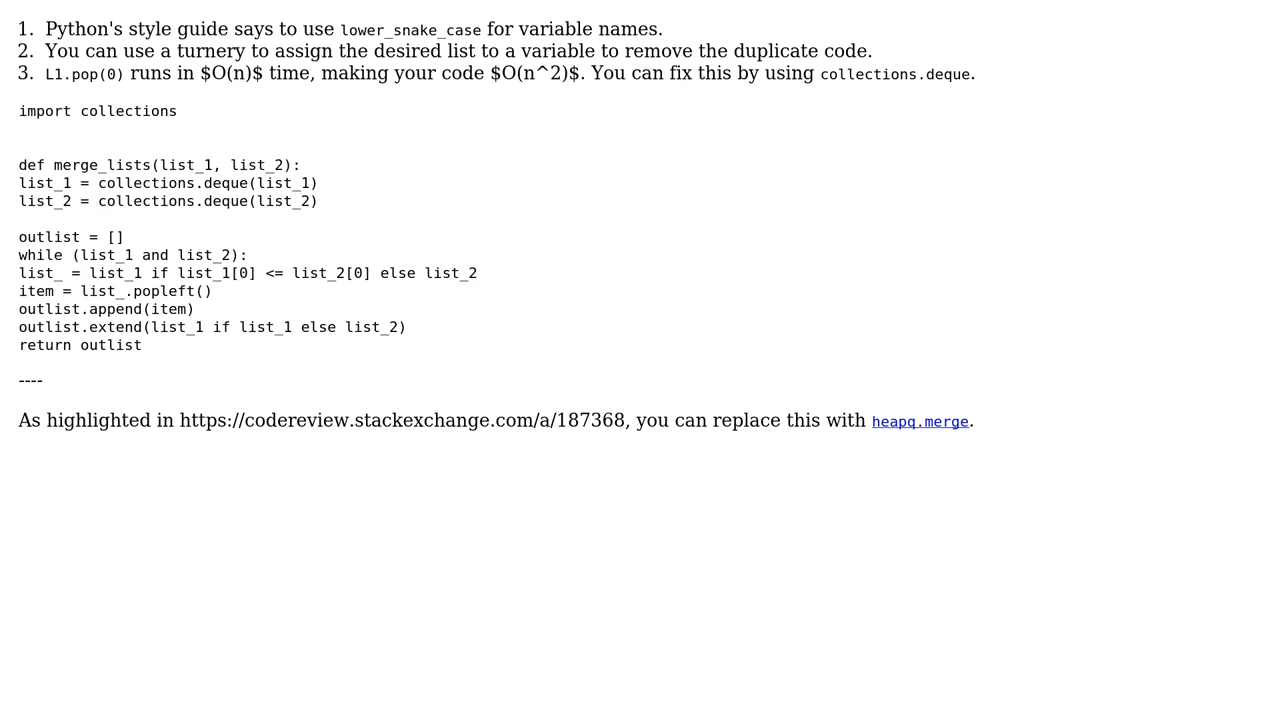 1. Python's style guide says to use lower_snake_case for variable names.
2. You can use a turnery to assign the desired list to a variable to remove the duplicate code.
3. L1.pop(0) runs in $O(n)$ time, making your code $O(n^2)$. You can fix this by using collections.deque.
import collections
def merge_lists(list_1, list_2):
list_1 = collections.deque(list_1)
list_2 = collections.deque(list_2)
outlist = []
while (list_1 and list_2):
list_ = list_1 if list_1[0] <= list_2[0] else list_2
item = list_.popleft()
outlist.append(item)
outlist.extend(list_1 if list_1 else list_2)
return outlist
----
As highlighted in https://codereview.stackexchange.com/a/187368, you can replace this with heapq.merge.